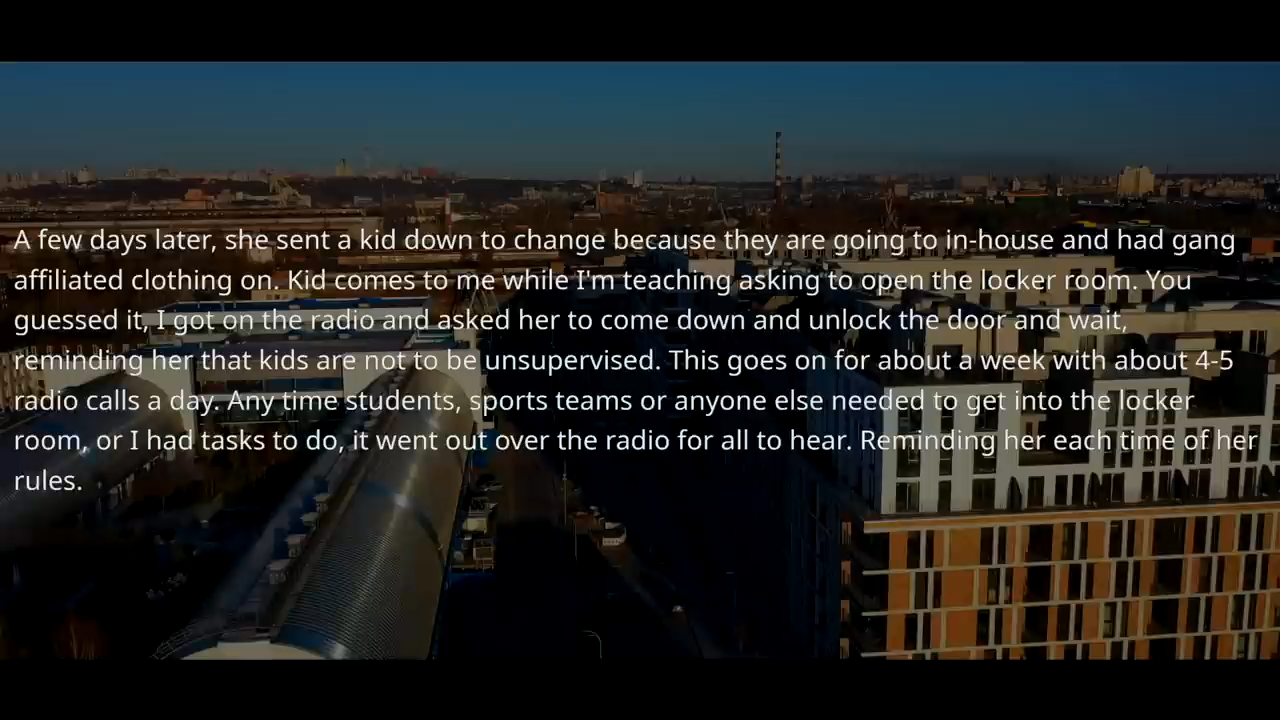 A few days later, she sent a kid down to change because they are going to in-house and had gang
affiliated clothing on. Kid comes to me while I'm teaching asking to open the locker room. You
guessed it, I got on the radio and asked her to come down and unlock the door and wait,
reminding her that kids are not to be unsupervised. This goes on for about a week with about 4-5
radio calls a day. Any time students, sports teams or anyone else needed to get into the locker
room, or I had tasks to do, it went out over the radio for all to hear. Reminding her each time of her
rules.